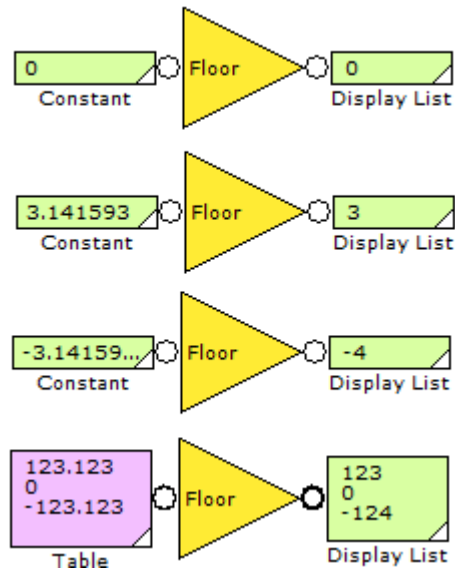 0 Floor 0
Constant Display List
3.141593 Floor 3
Constant Display List
-3.14159... Floor -4
Constant Display List
123.123
0
-123.123
Floor
123
0
-124
Table Display List